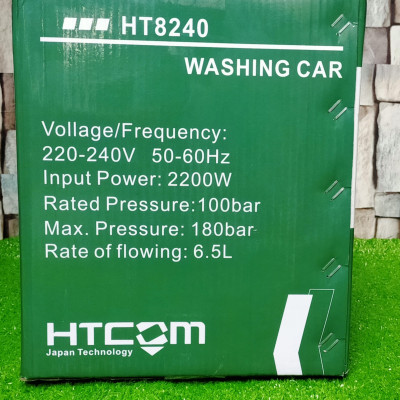 HT8240
WASHING CAR
Vollage/Frequency:
220-240V 50-60Hz
Input Power: 2200W
Rated Pressure:100bar
Max. Pressure: 180bar
Rate of flowing: 6.5L
HTCOM
Japan Technology